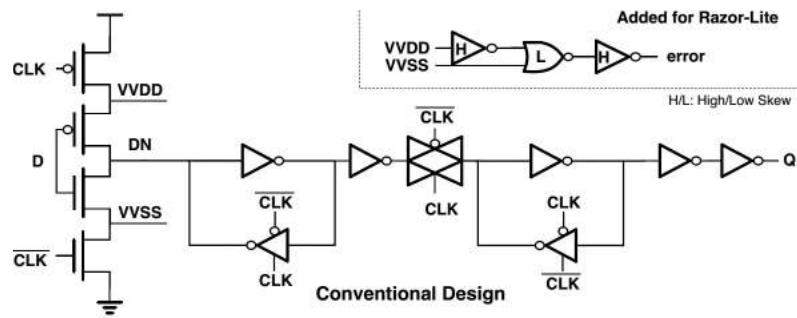 Added for Razor-Lite
VVDD
VVSS
H
L
H
error
H/L: High/Low Skew
CLK
VVDD
D
DN
VVSS
CLK
CLK
CLK
CLK
CLK
CLK
CLK
Q
Conventional Design